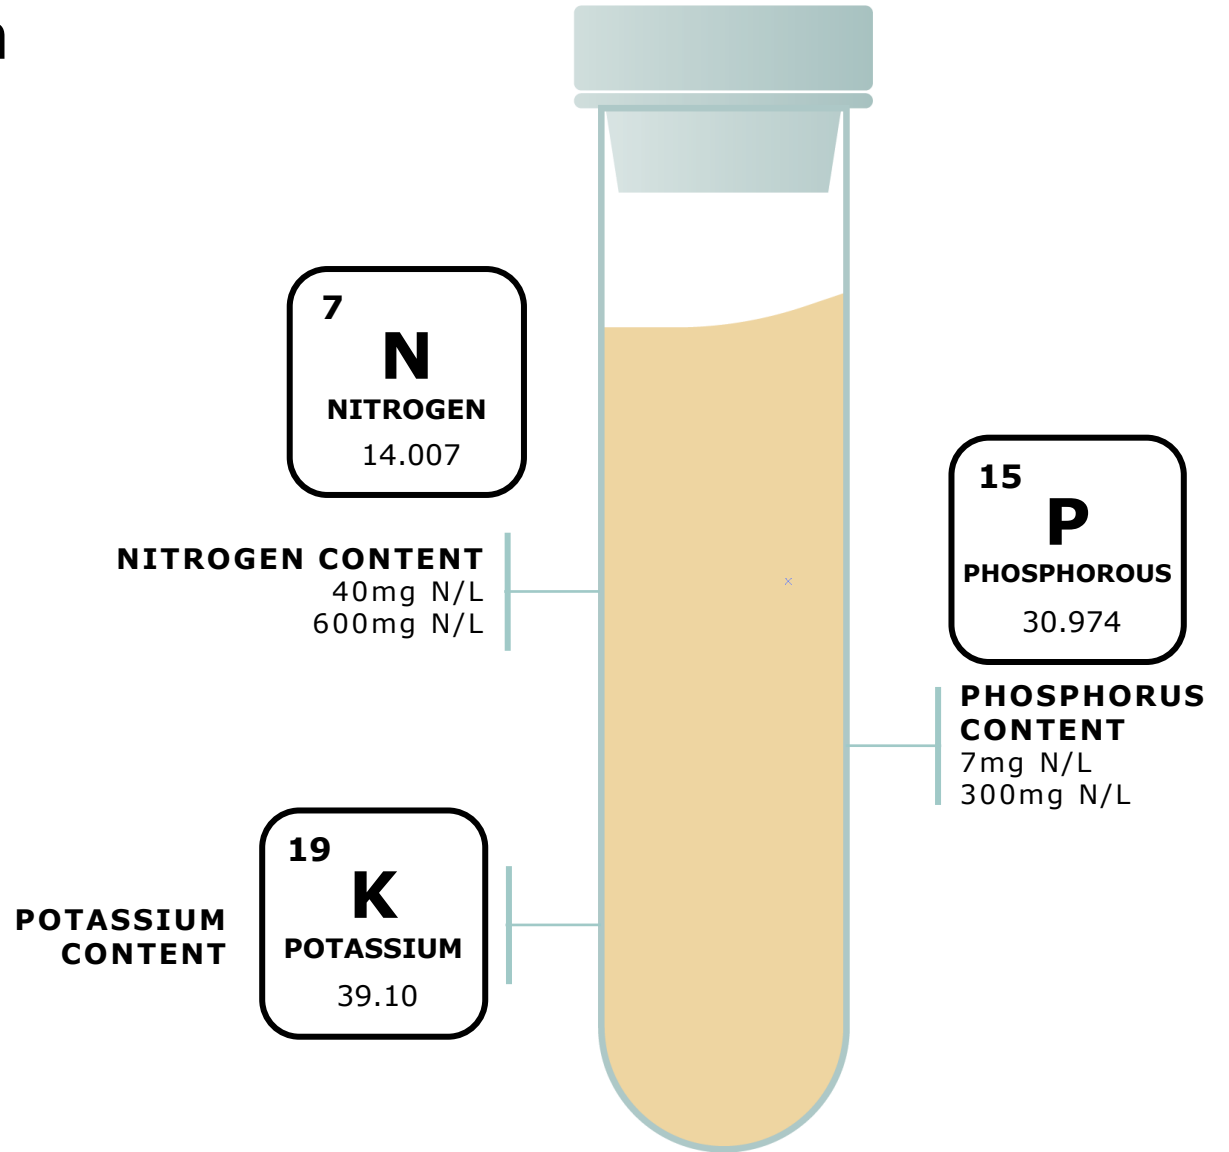 7
N
NITROGEN
14.007
NITROGEN CONTENT
40mg N/L
600mg N/L
15
P
PHOSPHOROUS
30.974
PHOSPHORUS
CONTENT
7mg N/L
300mg N/L
19
K
POTASSIUM
39.10
POTASSIUM
CONTENT